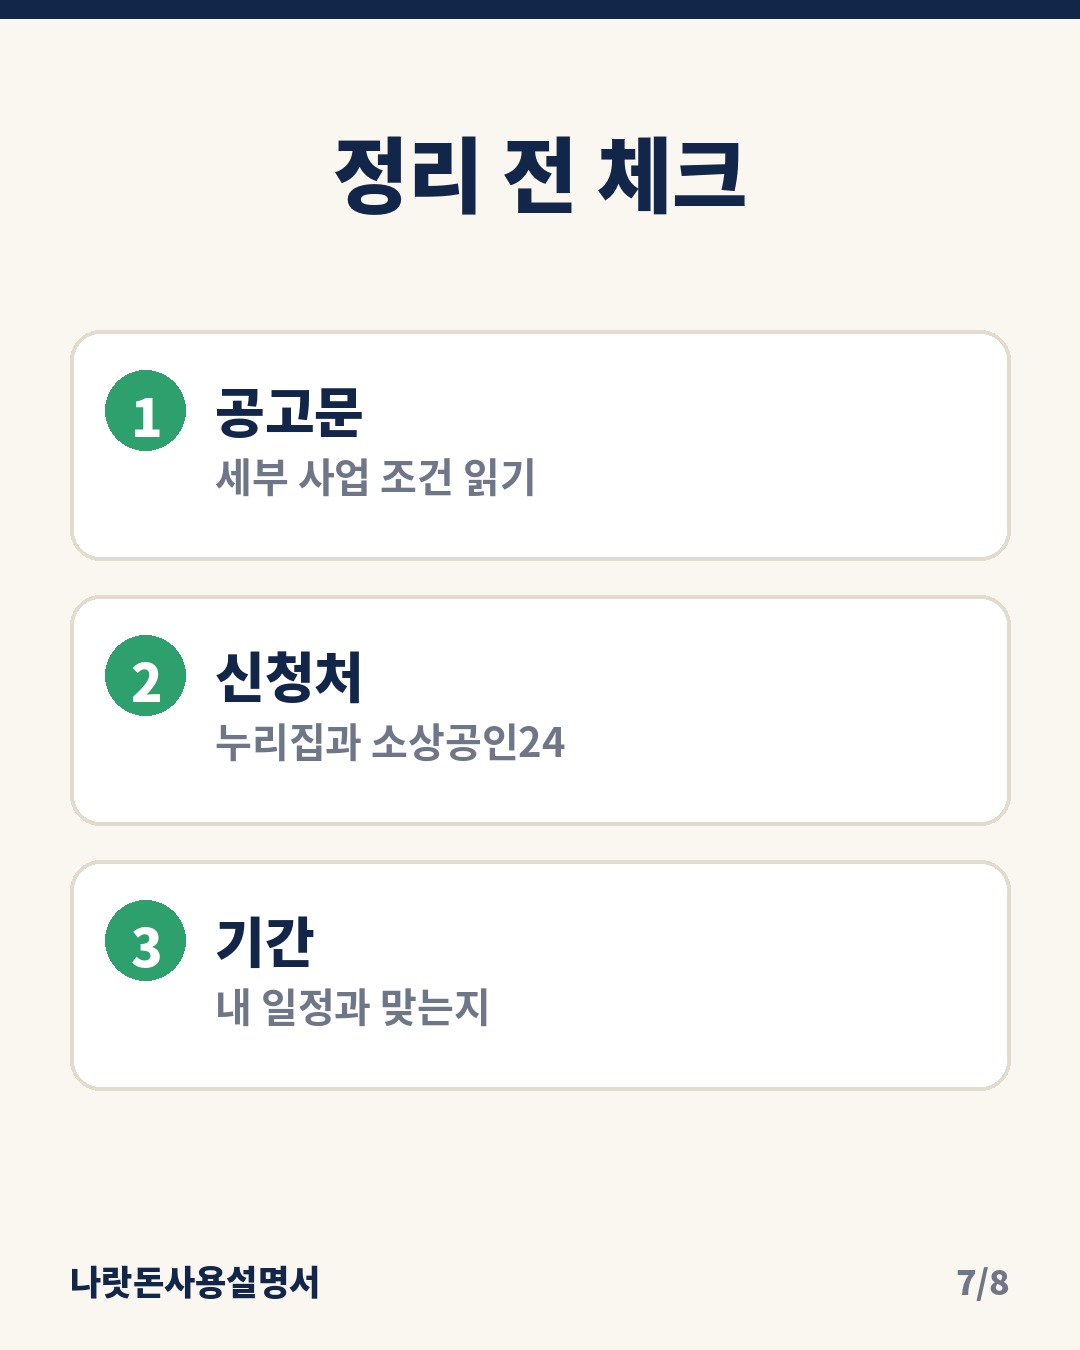 정리 전 체크
1 공고문
세부 사업 조건 읽기
2 신청처
누리집과 소상공인24
3 기간
내 일정과 맞는지
나랏돈사용설명서
7/8